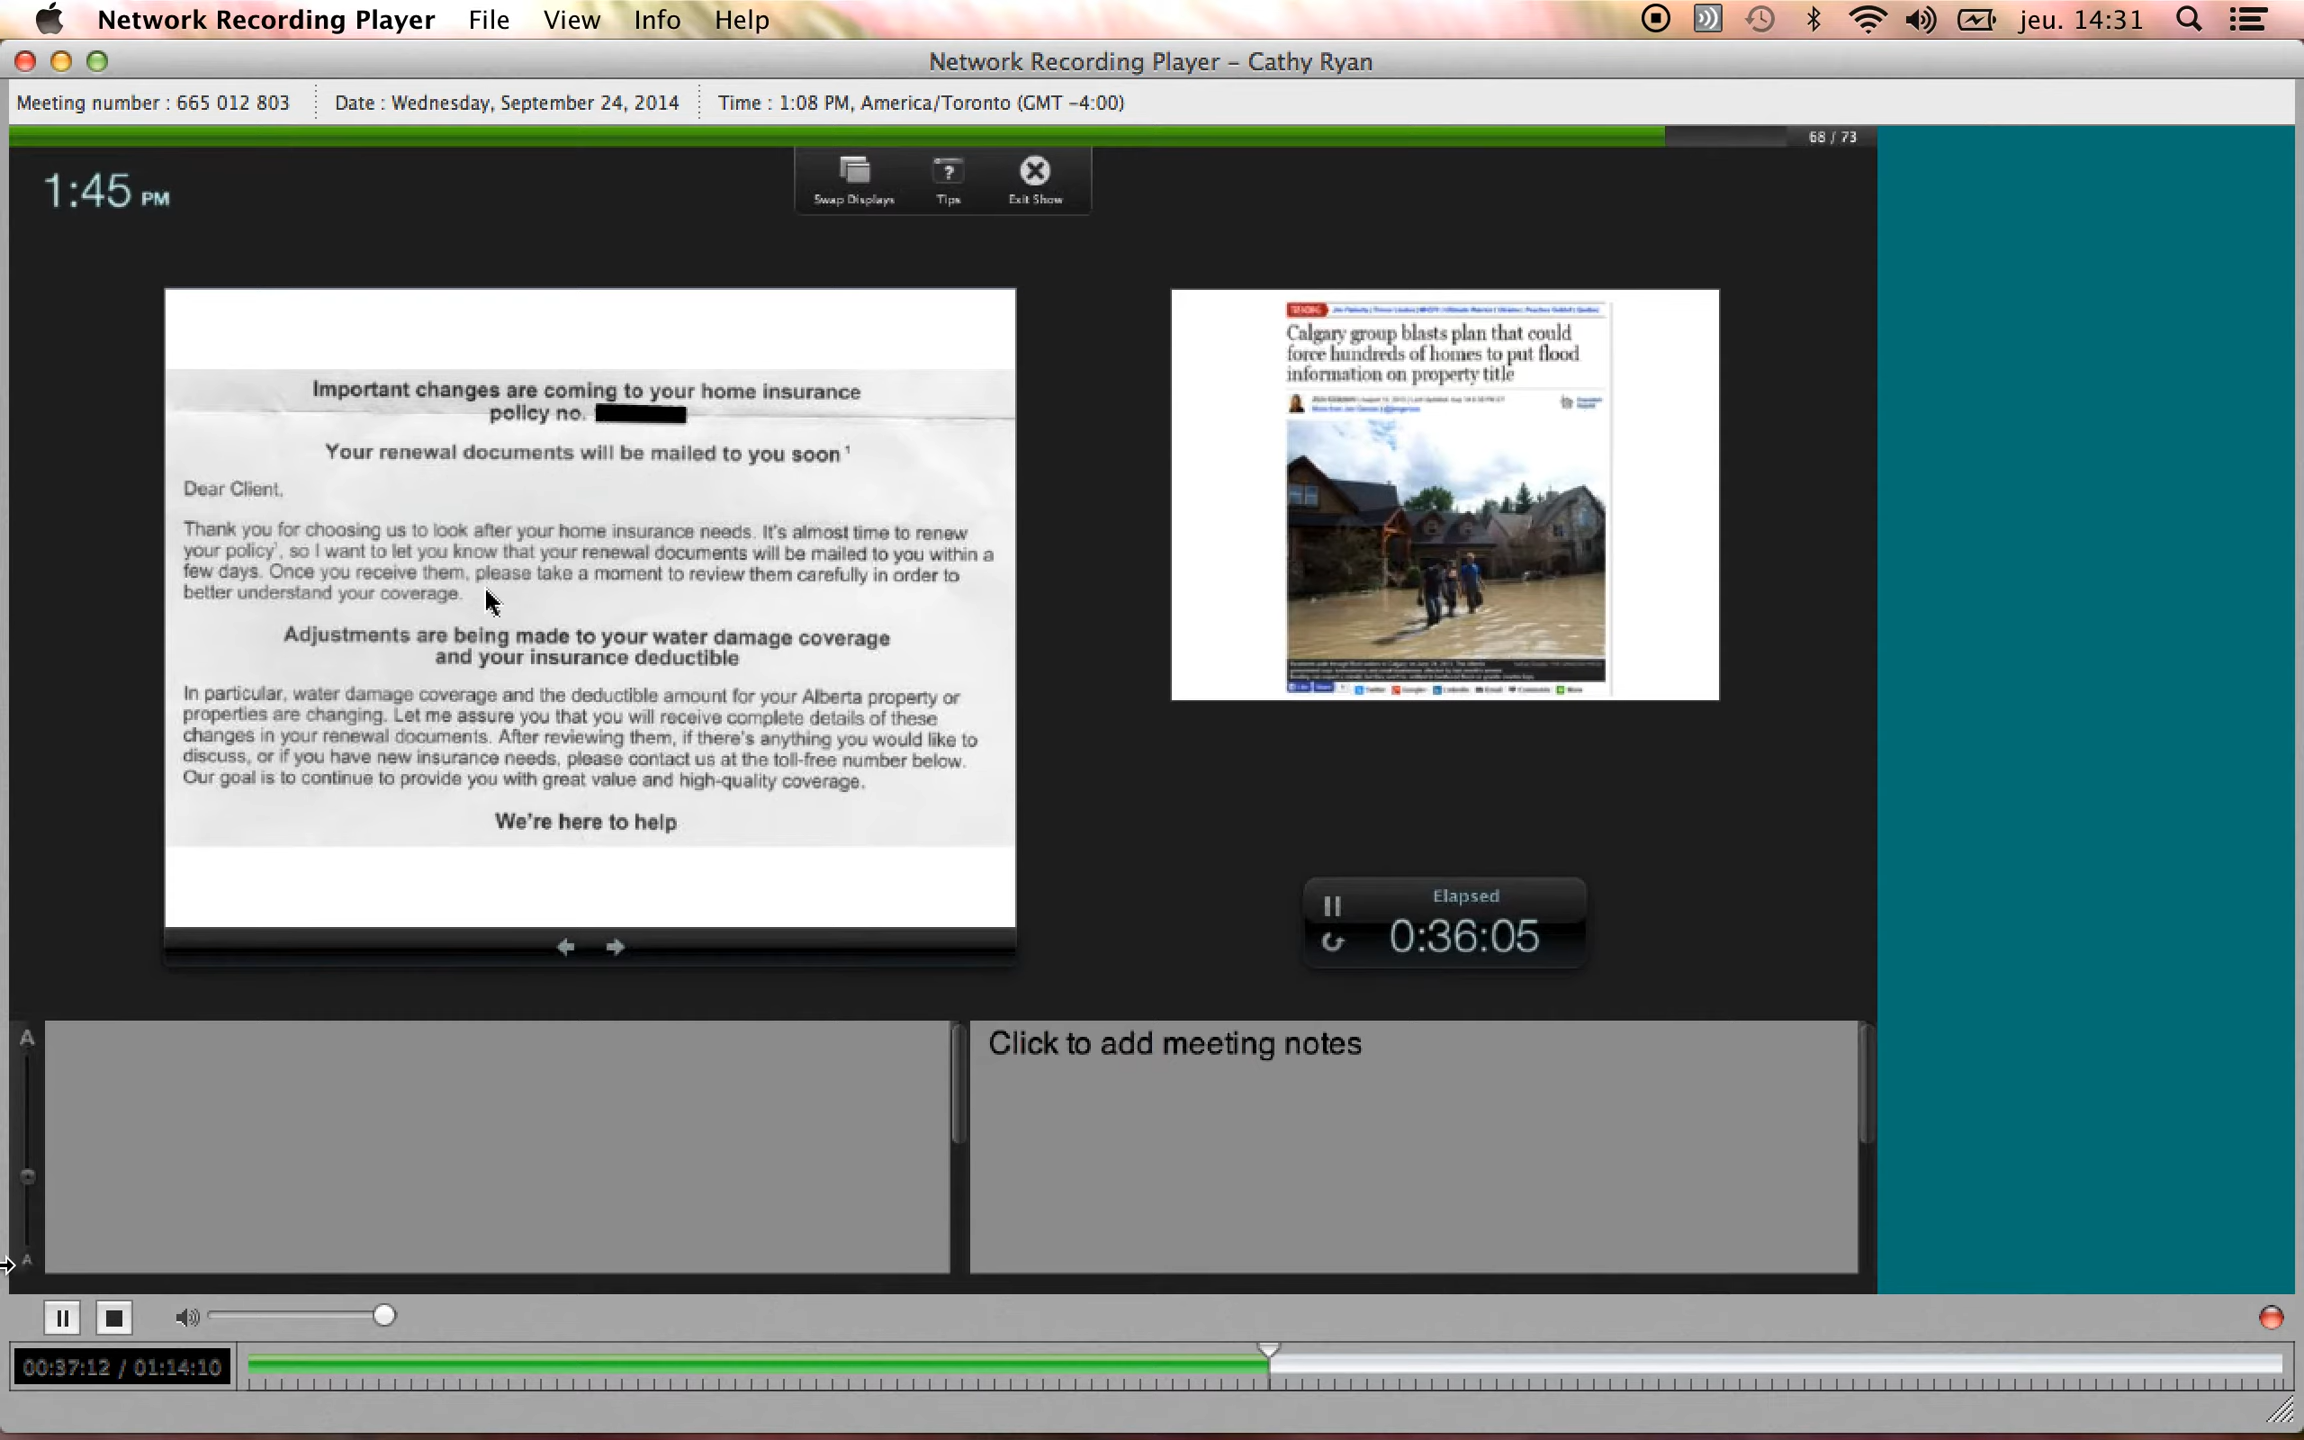 Network Recording Player File View Info Help
jeu. 14:31
Network Recording Player – Cathy Ryan
Meeting number : 665 012 803
Date : Wednesday, September 24, 2014
Time : 1:08 PM, America/Toronto (GMT -4:00)
68 / 73
1:45 PM
Swap Displays
?
Tips
Exit Show
Important changes are coming to your home insurance
policy no.
Your renewal documents will be mailed to you soon ¹
Dear Client,
Thank you for choosing us to look after your home insurance needs. It's almost time to renew
your policy¹, so I want to let you know that your renewal documents will be mailed to you within a
few days. Once you receive them, please take a moment to review them carefully in order to
better understand your coverage.
Adjustments are being made to your water damage coverage
and your insurance deductible
In particular, water damage coverage and the deductible amount for your Alberta property or
properties are changing. Let me assure you that you will receive complete details of these
changes in your renewal documents. After reviewing them, if there's anything you would like to
discuss, or if you have new insurance needs, please contact us at the toll-free number below.
Our goal is to continue to provide you with great value and high-quality coverage.
We're here to help
TRENDING
Calgary group blasts plan that could
force hundreds of homes to put flood
information on property title
Twitter Google+ LinkedIn Email Comments More
Elapsed
0:36:05
A
A
Click to add meeting notes
00:37:12 / 01:14:10